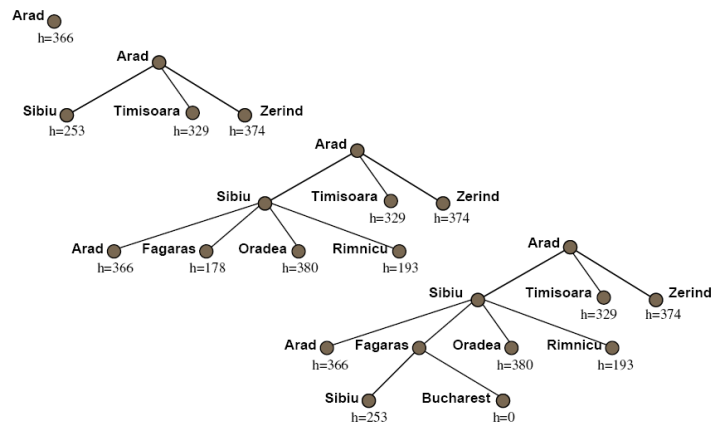 Arad
h=366
Arad
Sibiu Timisoara Zerind
h=253 h=329 h=374
Arad
Sibiu Timisoara Zerind
h=329 h=374
Arad Fagaras Oradea Rimnicu
h=366 h=178 h=380 h=193
Arad
Sibiu Timisoara Zerind
h=329 h=374
Arad Fagaras Oradea Rimnicu
h=366 h=380 h=193
Sibiu Bucharest
h=253 h=0